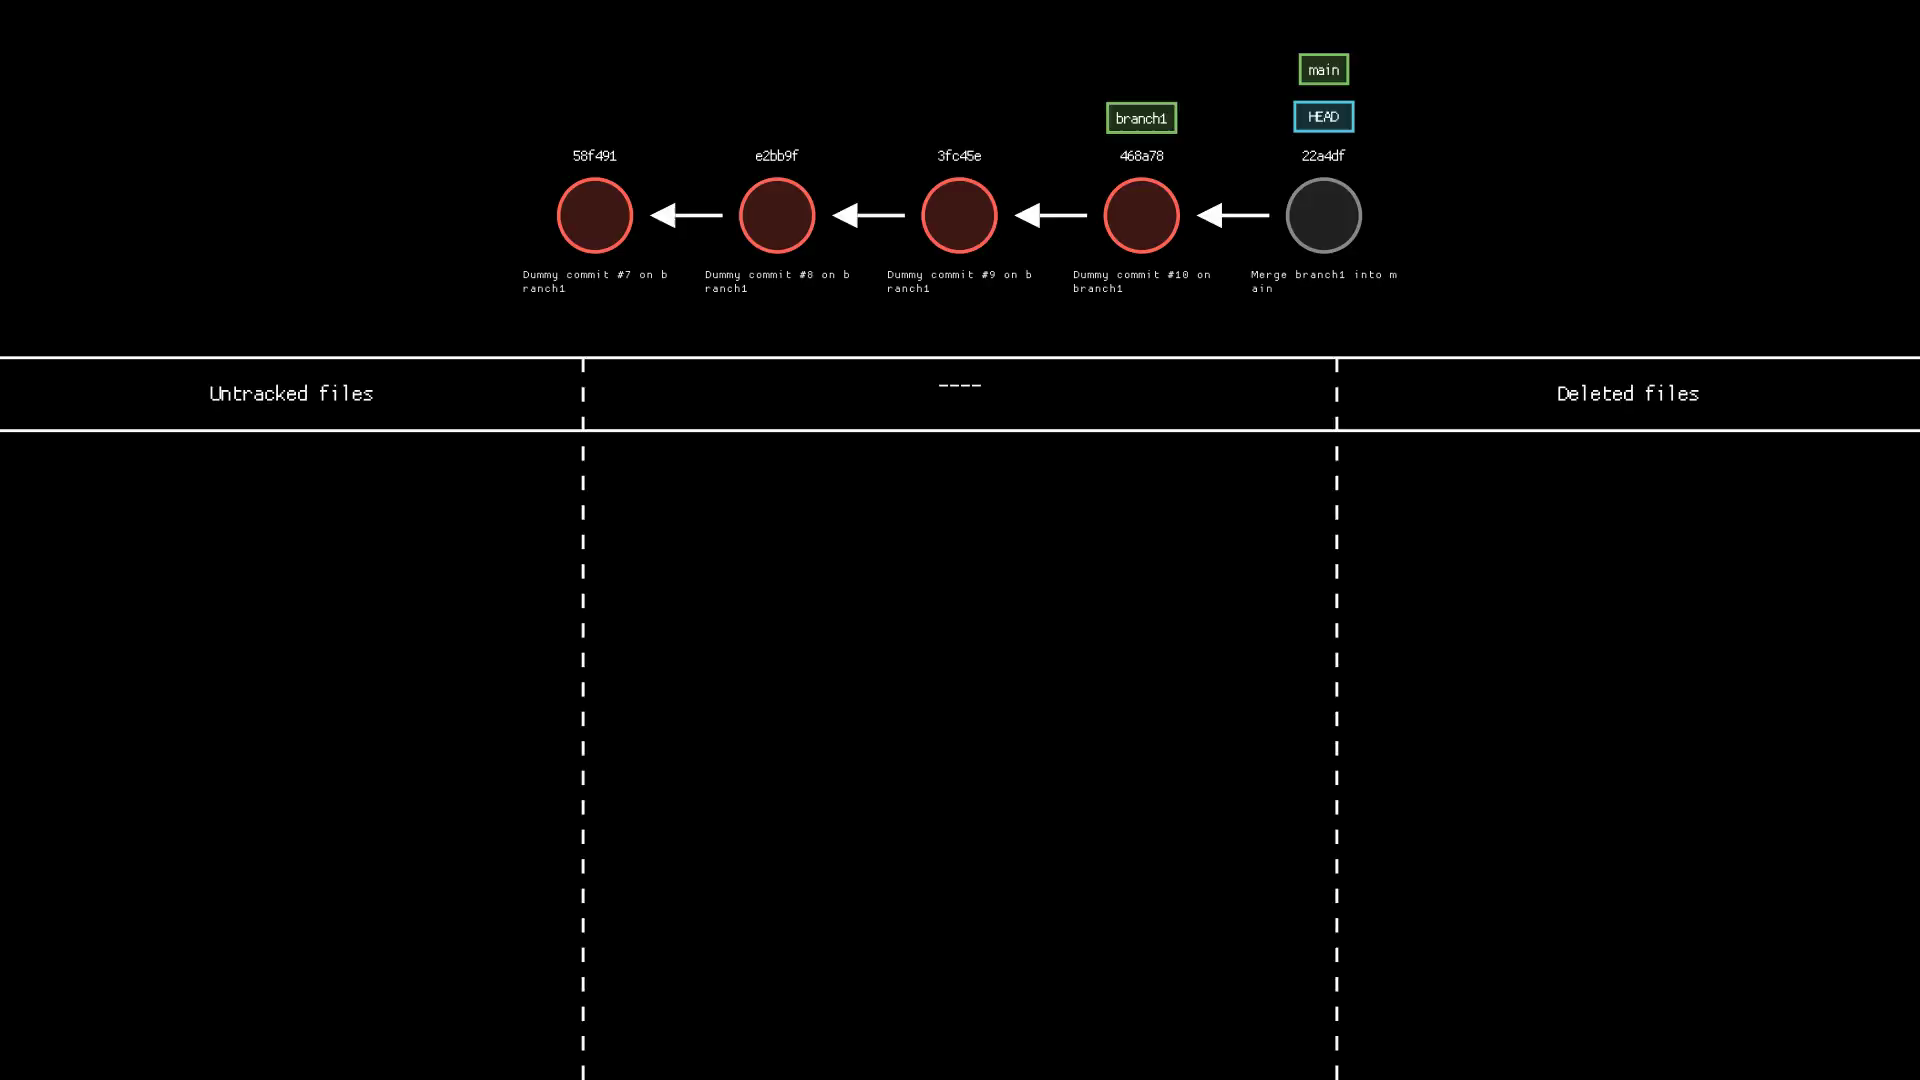 main
HEAD
branch1
58f491
e2bb9f
3fc45e
468a78
22a4df
Dummy commit #7 on b
ranch1
Dummy commit #8 on b
ranch1
Dummy commit #9 on b
ranch1
Dummy commit #10 on
branch1
Merge branch1 into m
ain
Untracked files
----
Deleted files